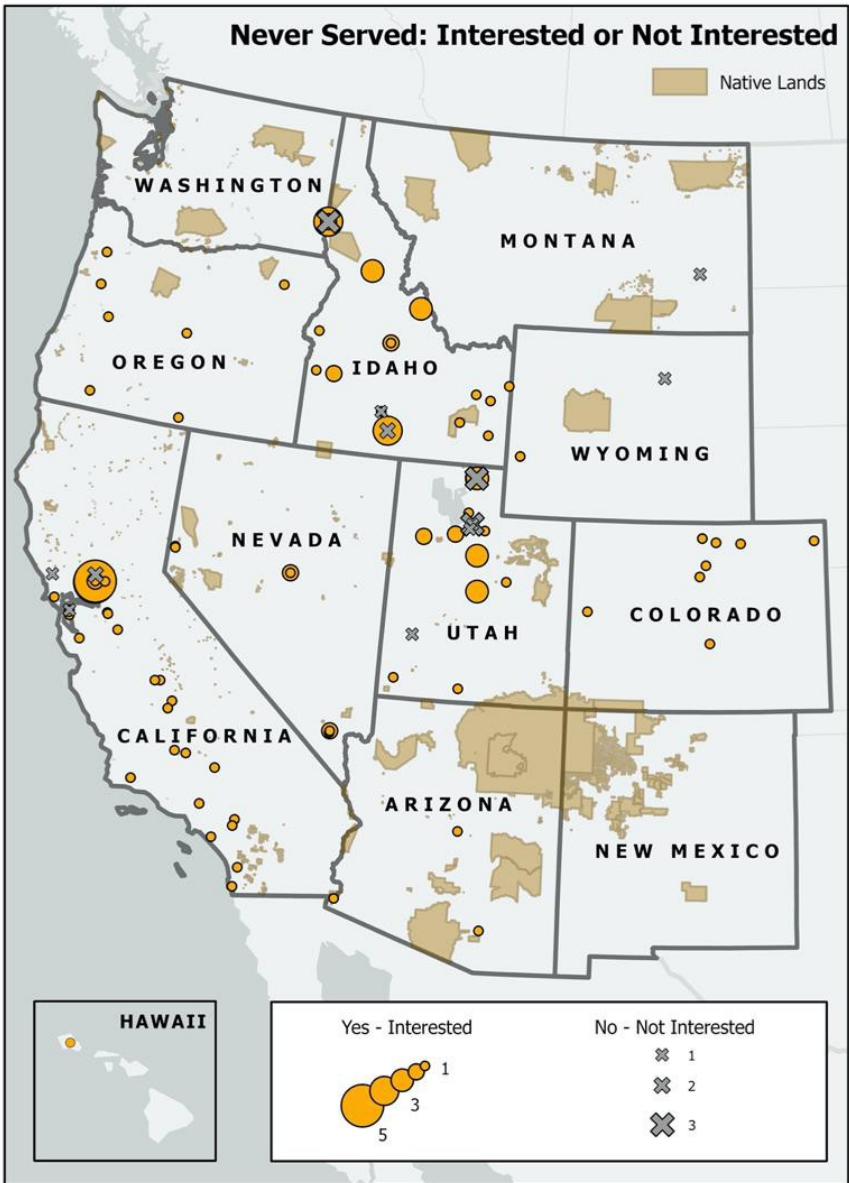 Never Served: Interested or Not Interested
Native Lands
WASHINGTON
MONTANA
OREGON
IDAHO
WYOMING
NEVADA
UTAH
COLORADO
CALIFORNIA
ARIZONA
NEW MEXICO
HAWAII
Yes - Interested
1
3
5
No - Not Interested
1
2
3